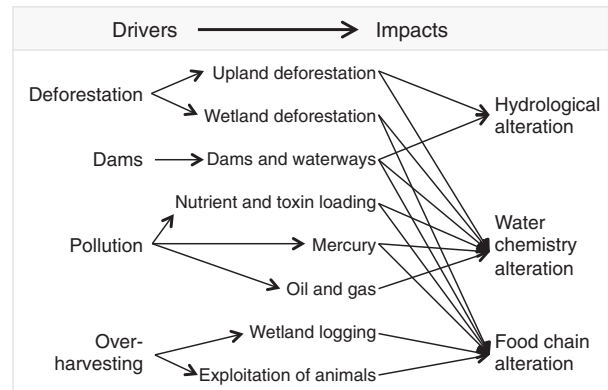 Drivers
Impacts
Deforestation
Upland deforestation
Wetland deforestation
Hydrological
alteration
Dams
Dams and waterways
Nutrient and toxin loading
Pollution
Mercury
Water
chemistry
alteration
Oil and gas
Over-
harvesting
Wetland logging
Exploitation of animals
Food chain
alteration